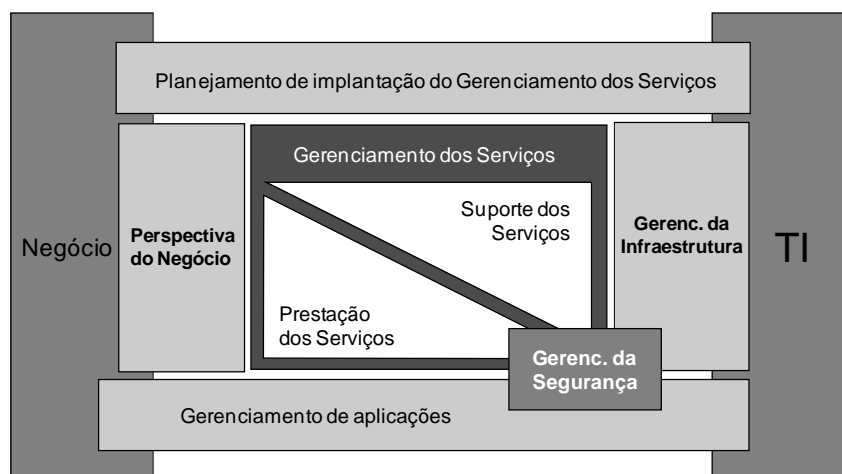 Planejamento de implantação do Gerenciamento dos Serviços
Gerenciamento dos Serviços
Suporte dos
Serviços
Negócio
Perspectiva
do Negócio
Gerenc. da
Infraestrutura
TI
Prestação
dos Serviços
Gerenc. da
Segurança
Gerenciamento de aplicações